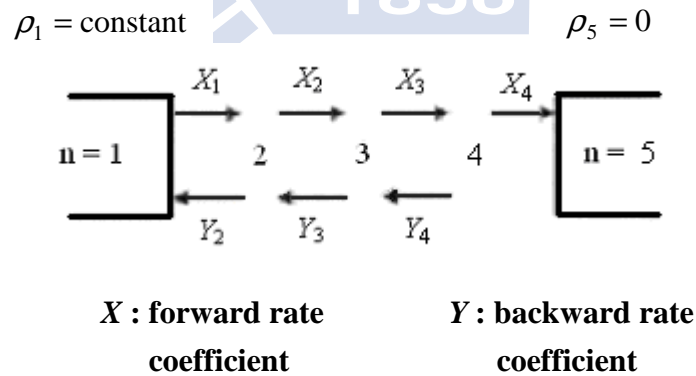 1858
ρ₁ = constant ρ₅ = 0
X₁ X₂ X₃ X₄
n = 1 2 3 4 n = 5
Y₂ Y₃ Y₄
X : forward rate coefficient
Y : backward rate coefficient